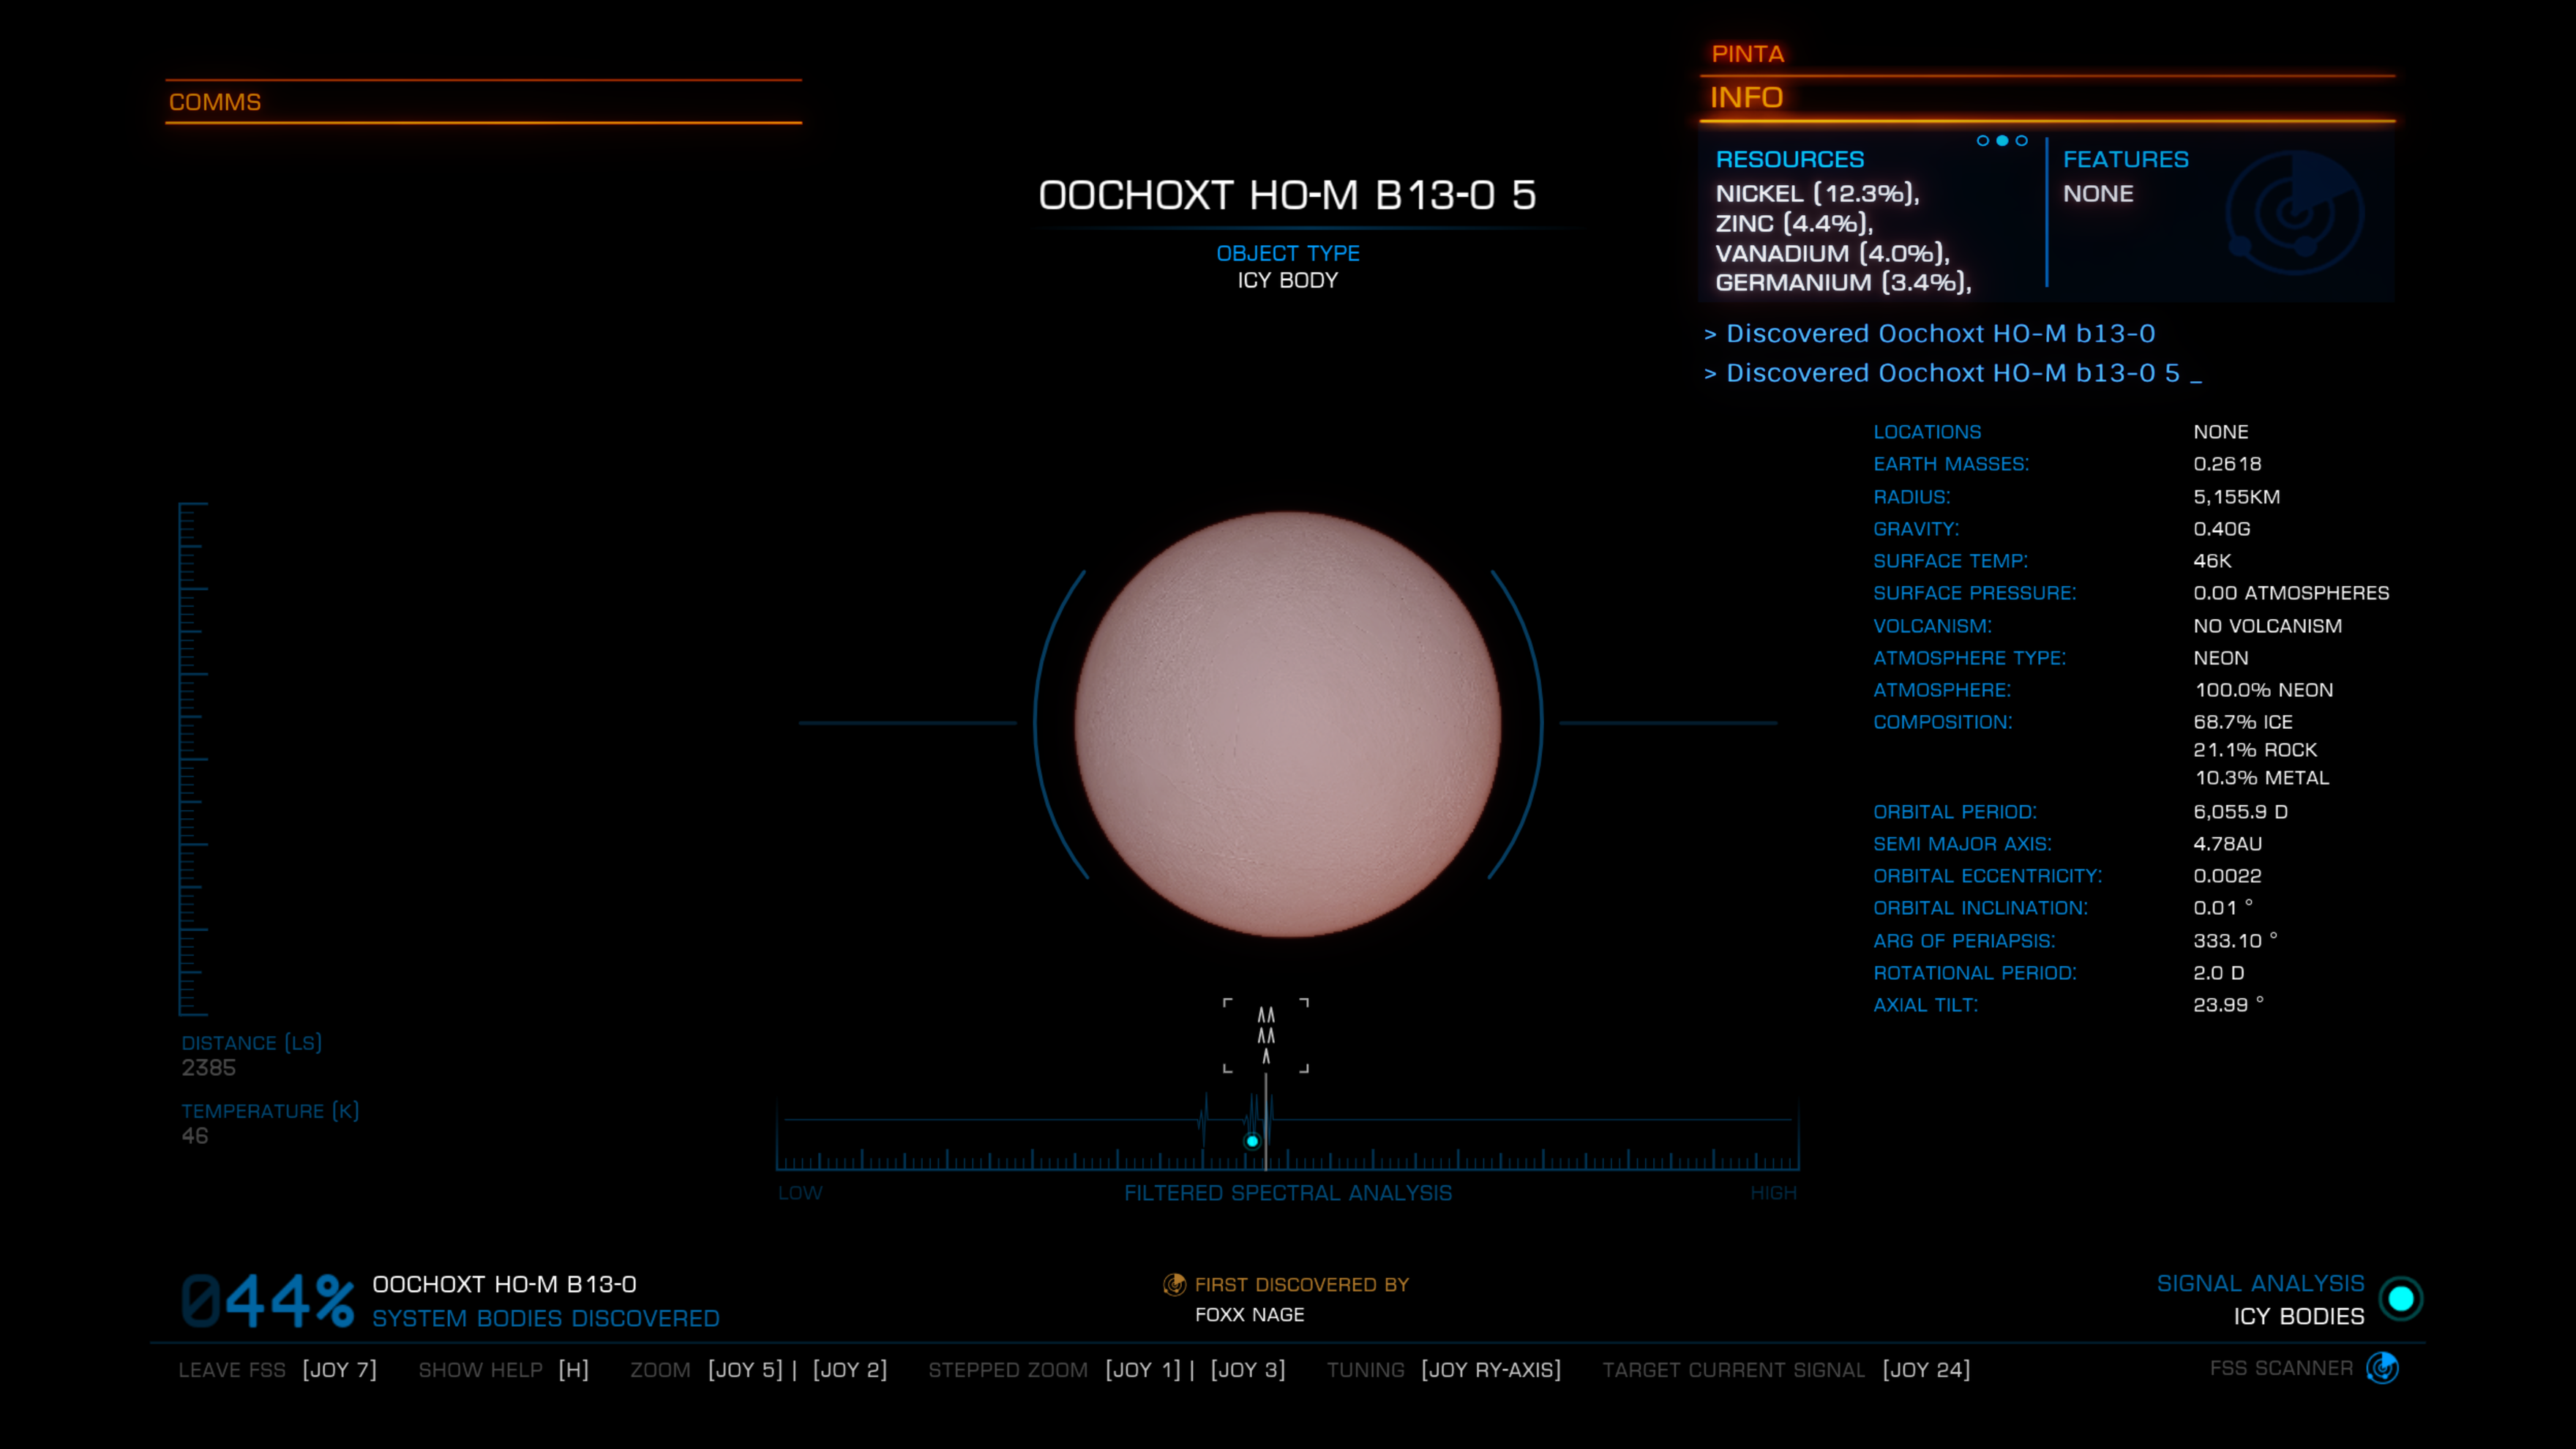 COMMS
PINTA
INFO
OOCHOXT HO-M B13-0 5
OBJECT TYPE
ICY BODY
RESOURCES
NICKEL (12.3%),
ZINC (4.4%),
VANADIUM (4.0%),
GERMANIUM (3.4%),
FEATURES
NONE
> Discovered Oochoxt HO-M b13-0
> Discovered Oochoxt HO-M b13-0 5 _
LOCATIONS NONE
EARTH MASSES: 0.2618
RADIUS: 5,155KM
GRAVITY: 0.40G
SURFACE TEMP: 46K
SURFACE PRESSURE: 0.00 ATMOSPHERES
VOLCANISM: NO VOLCANISM
ATMOSPHERE TYPE: NEON
ATMOSPHERE: 100.0% NEON
COMPOSITION: 68.7% ICE
21.1% ROCK
10.3% METAL
ORBITAL PERIOD: 6,055.9 D
SEMI MAJOR AXIS: 4.78AU
ORBITAL ECCENTRICITY: 0.0022
ORBITAL INCLINATION: 0.01 °
ARG OF PERIAPSIS: 333.10 °
ROTATIONAL PERIOD: 2.0 D
AXIAL TILT: 23.99 °
DISTANCE (LS)
2385
TEMPERATURE (K)
46
LOW FILTERED SPECTRAL ANALYSIS HIGH
044% OOCHOXT HO-M B13-0
SYSTEM BODIES DISCOVERED
FIRST DISCOVERED BY
FOXX NAGE
SIGNAL ANALYSIS
ICY BODIES
LEAVE FSS [JOY 7] SHOW HELP [H] ZOOM [JOY 5] | [JOY 2] STEPPED ZOOM [JOY 1] | [JOY 3] TUNING [JOY RY-AXIS] TARGET CURRENT SIGNAL [JOY 24] FSS SCANNER